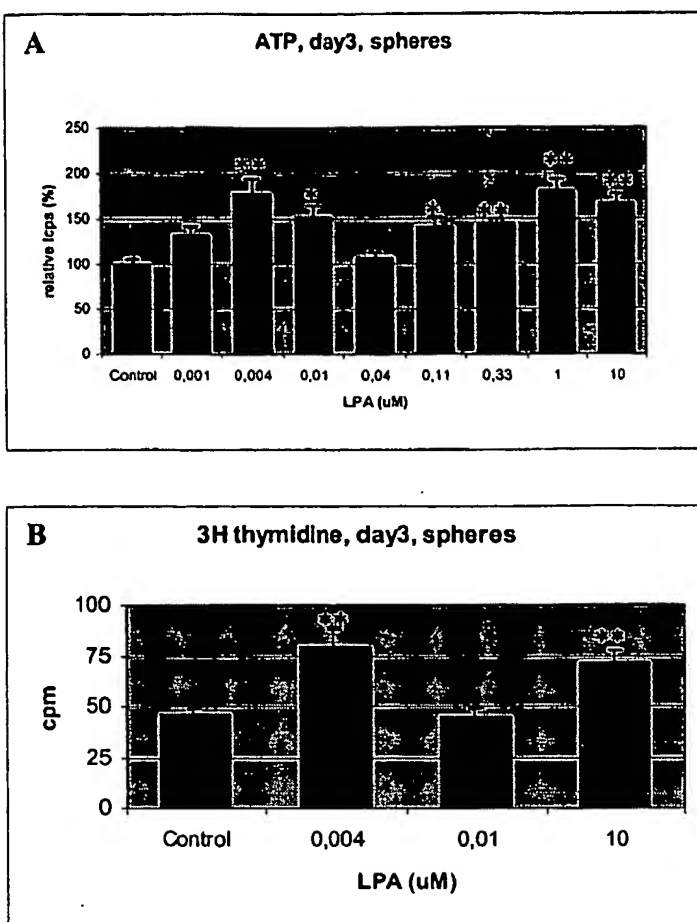 A
ATP, day3, spheres
relative lcps (%)
250
200
150
100
50
0
Control 0,001 0,004 0,01 0,04 0,11 0,33 1 10
LPA (uM)
B
3H thymidine, day3, spheres
cpm
100
75
50
25
0
Control 0,004 0,01 10
LPA (uM)